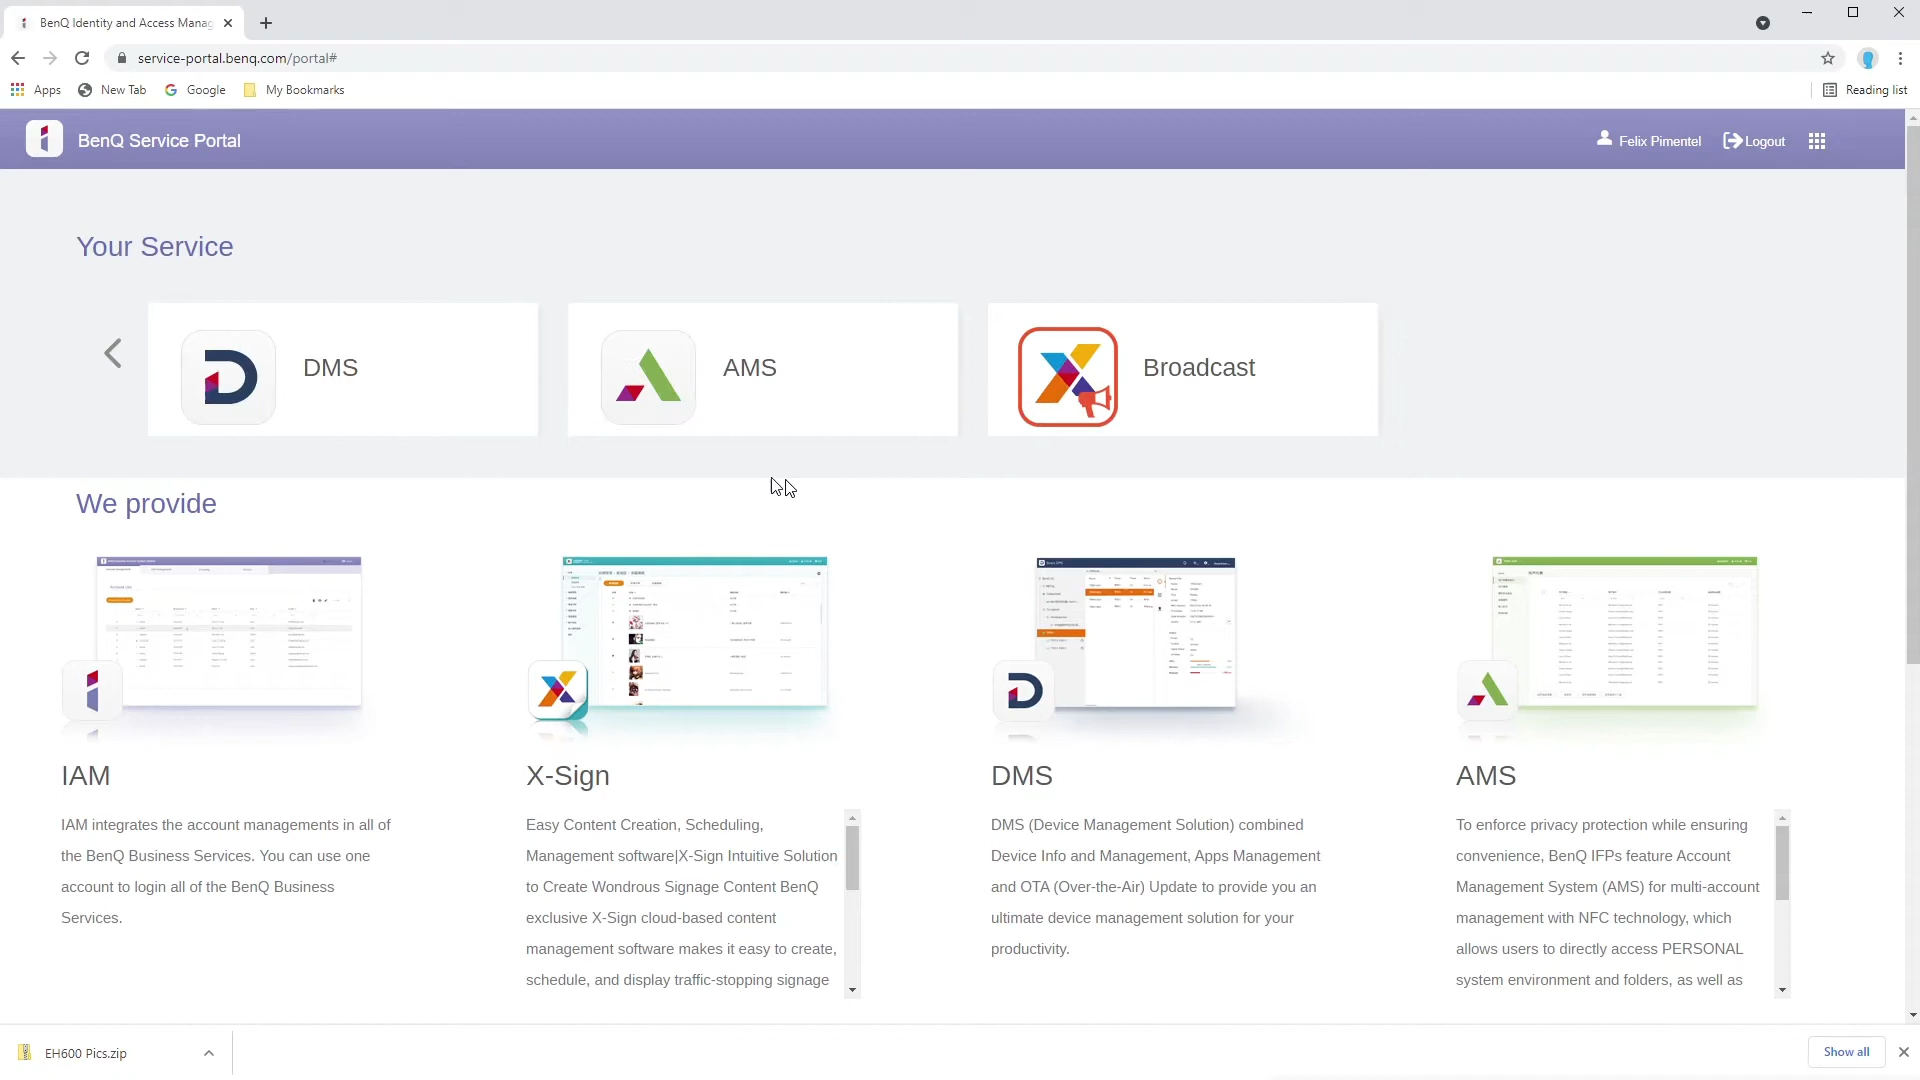 BenQ Identity and Access Manag
service-portal.benq.com/portal#
Apps
New Tab
Google
My Bookmarks
Reading list
BenQ Service Portal
Felix Pimentel
Logout
Your Service
DMS
AMS
Broadcast
We provide
IAM
IAM integrates the account managements in all of
the BenQ Business Services. You can use one
account to login all of the BenQ Business
Services.
X-Sign
Easy Content Creation, Scheduling,
Management software|X-Sign Intuitive Solution
to Create Wondrous Signage Content BenQ
exclusive X-Sign cloud-based content
management software makes it easy to create,
schedule, and display traffic-stopping signage
DMS
DMS (Device Management Solution) combined
Device Info and Management, Apps Management
and OTA (Over-the-Air) Update to provide you an
ultimate device management solution for your
productivity.
AMS
To enforce privacy protection while ensuring
convenience, BenQ IFPs feature Account
Management System (AMS) for multi-account
management with NFC technology, which
allows users to directly access PERSONAL
system environment and folders, as well as
EH600 Pics.zip
Show all